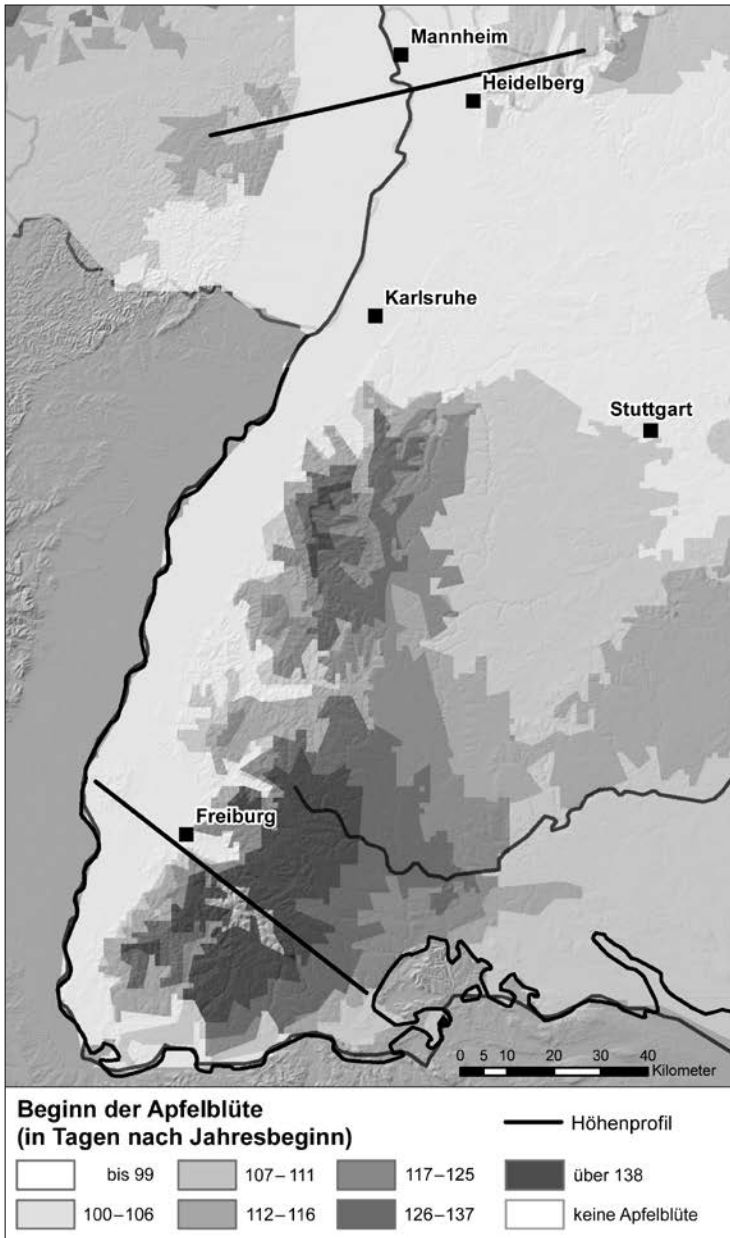 Mannheim
Heidelberg
Karlsruhe
Stuttgart
Freiburg
0 5 10 20 30 40
Kilometer
Beginn der Apfelblüte
(in Tagen nach Jahresbeginn)
Höhenprofil
bis 99
107–111
117–125
über 138
100–106
112–116
126–137
keine Apfelblüte